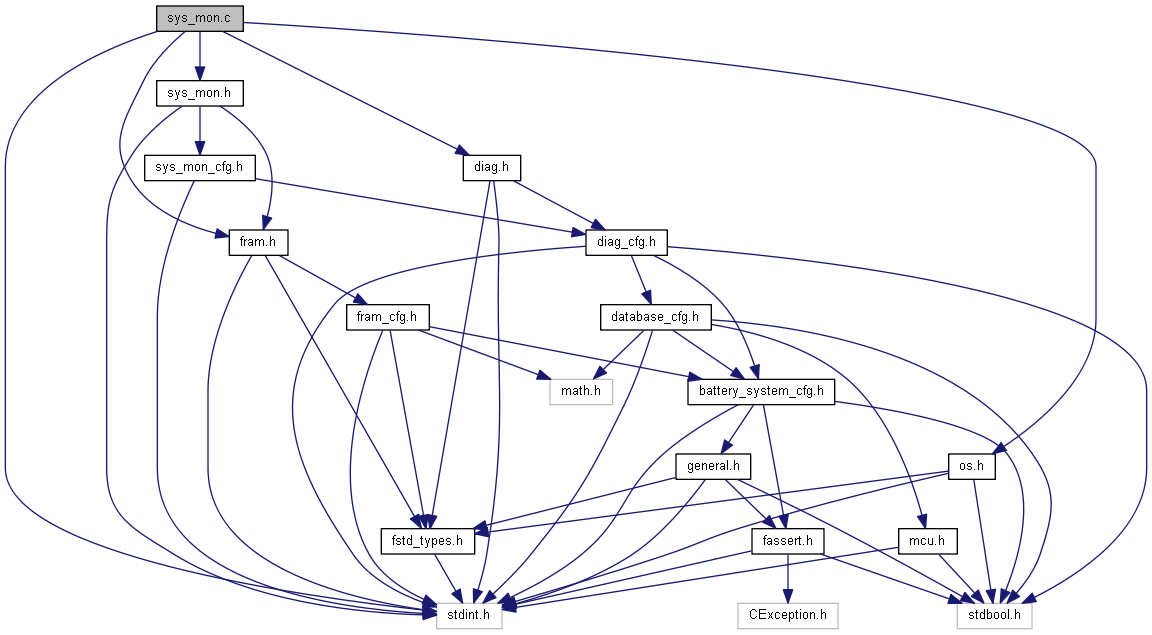 sys_mon.c
sys_mon.h
sys_mon_cfg.h
diag.h
fram.h
diag_cfg.h
fram_cfg.h
database_cfg.h
math.h
battery_system_cfg.h
general.h
os.h
fstd_types.h
fassert.h
mcu.h
stdint.h
CException.h
stdbool.h